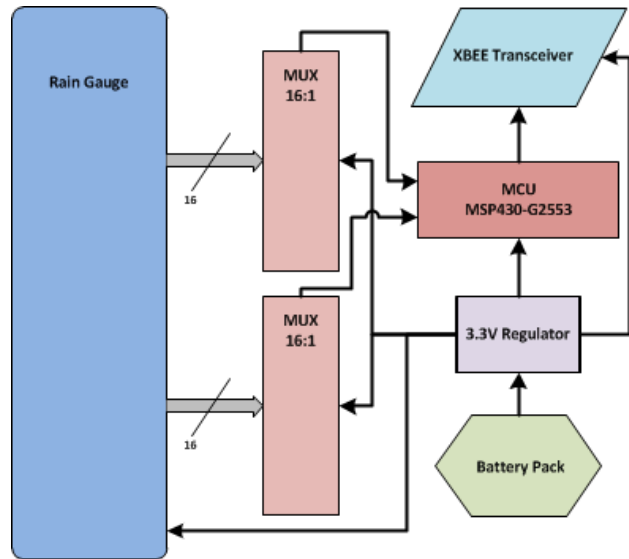 Rain Gauge
MUX
16:1
XBEE Transceiver
16
MCU
MSP430-G2553
MUX
16:1
3.3V Regulator
16
Battery Pack